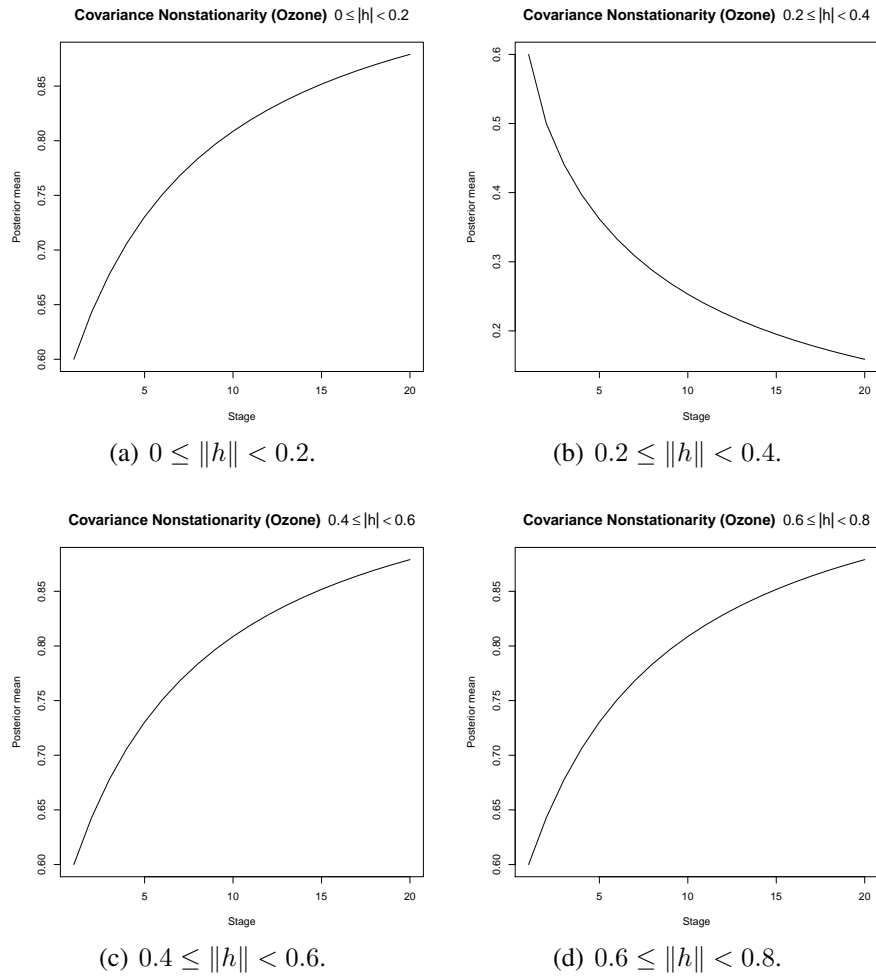 Covariance Nonstationarity (Ozone) 0 ≤ |h| < 0.2
Posterior mean
0.85
0.80
0.75
0.70
0.65
0.60
5 10 15 20
Stage
(a) 0 ≤ ‖h‖ < 0.2.
Covariance Nonstationarity (Ozone) 0.2 ≤ |h| < 0.4
Posterior mean
0.6
0.5
0.4
0.3
0.2
5 10 15 20
Stage
(b) 0.2 ≤ ‖h‖ < 0.4.
Covariance Nonstationarity (Ozone) 0.4 ≤ |h| < 0.6
Posterior mean
0.85
0.80
0.75
0.70
0.65
0.60
5 10 15 20
Stage
(c) 0.4 ≤ ‖h‖ < 0.6.
Covariance Nonstationarity (Ozone) 0.6 ≤ |h| < 0.8
Posterior mean
0.85
0.80
0.75
0.70
0.65
0.60
5 10 15 20
Stage
(d) 0.6 ≤ ‖h‖ < 0.8.